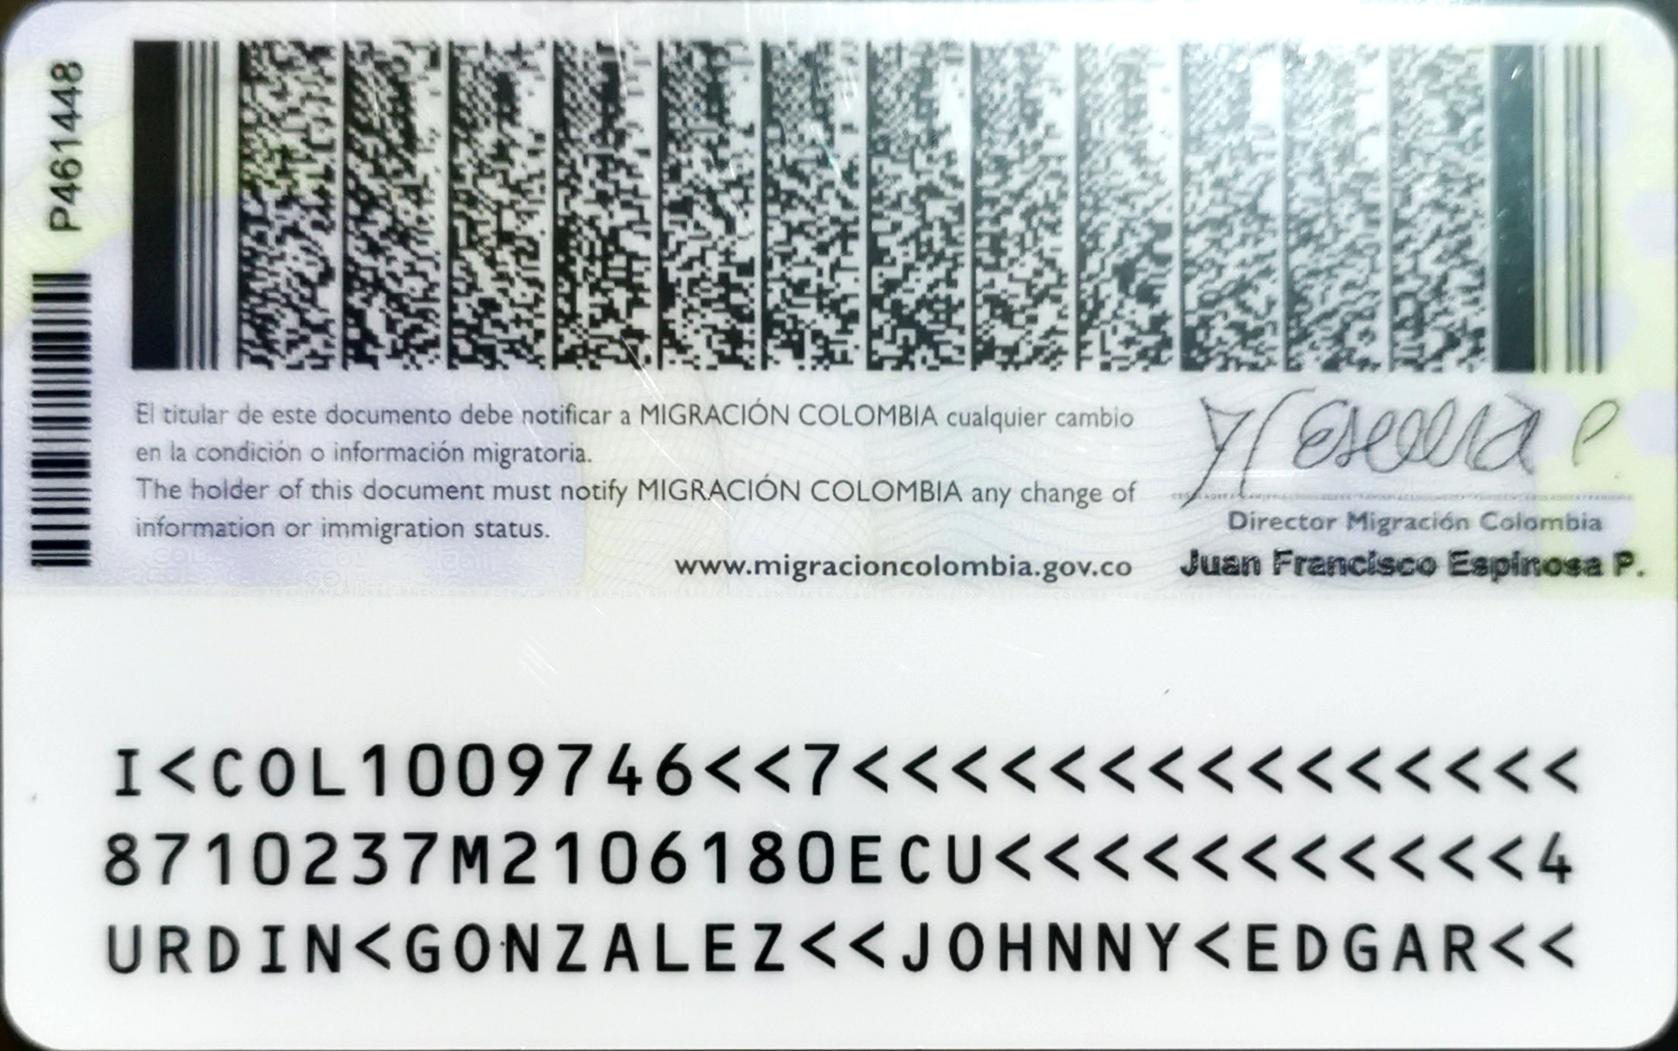 P461448
El titular de este documento debe notificar a MIGRACIÓN COLOMBIA cualquier cambio
en la condición o información migratoria.
The holder of this document must notify MIGRACIÓN COLOMBIA any change of
information or immigration status.
www.migracioncolombia.gov.co
Director Migración Colombia
Juan Francisco Espinosa P.
I<COL1009746<<7<<<<<<<<<<<<<<<
8710237M2106180ECU<<<<<<<<<<<4
URDIN<GONZALEZ<<JOHNNY<EDGAR<<